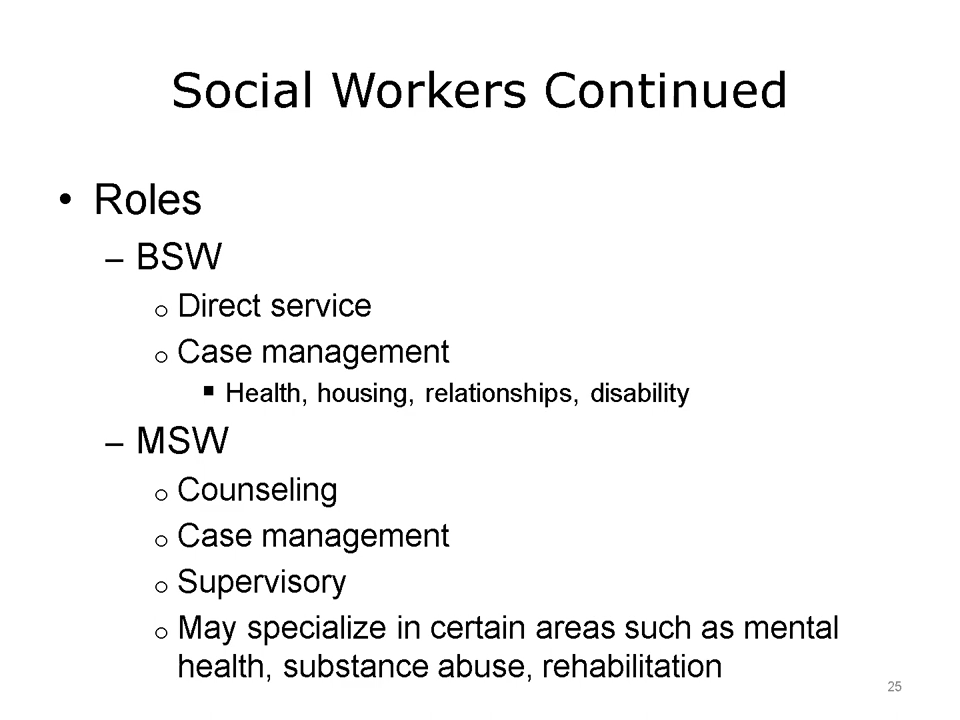 Social Workers Continued
• Roles
– BSW
o Direct service
o Case management
▪ Health, housing, relationships, disability
– MSW
o Counseling
o Case management
o Supervisory
o May specialize in certain areas such as mental
health, substance abuse, rehabilitation
25